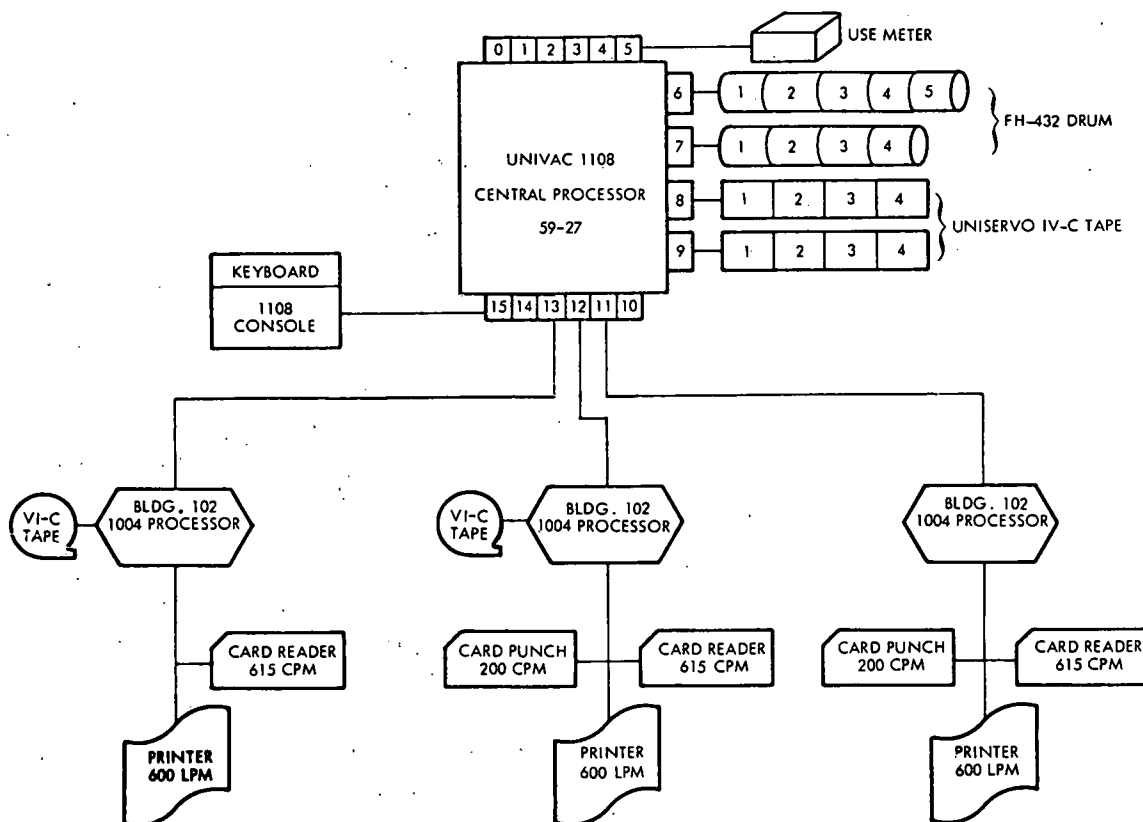 0 1 2 3 4 5
USE METER
6 1 2 3 4 5
FH-432 DRUM
7 1 2 3 4
UNIVAC 1108
CENTRAL PROCESSOR
59-27
8 1 2 3 4
UNISERVO IV-C TAPE
9 1 2 3 4
KEYBOARD
1108
CONSOLE
15 14 13 12 11 10
VI-C
TAPE
BLDG. 102
1004 PROCESSOR
VI-C
TAPE
BLDG. 102
1004 PROCESSOR
BLDG. 102
1004 PROCESSOR
CARD READER
615 CPM
CARD PUNCH
200 CPM
CARD READER
615 CPM
CARD PUNCH
200 CPM
CARD READER
615 CPM
PRINTER
600 LPM
PRINTER
600 LPM
PRINTER
600 LPM